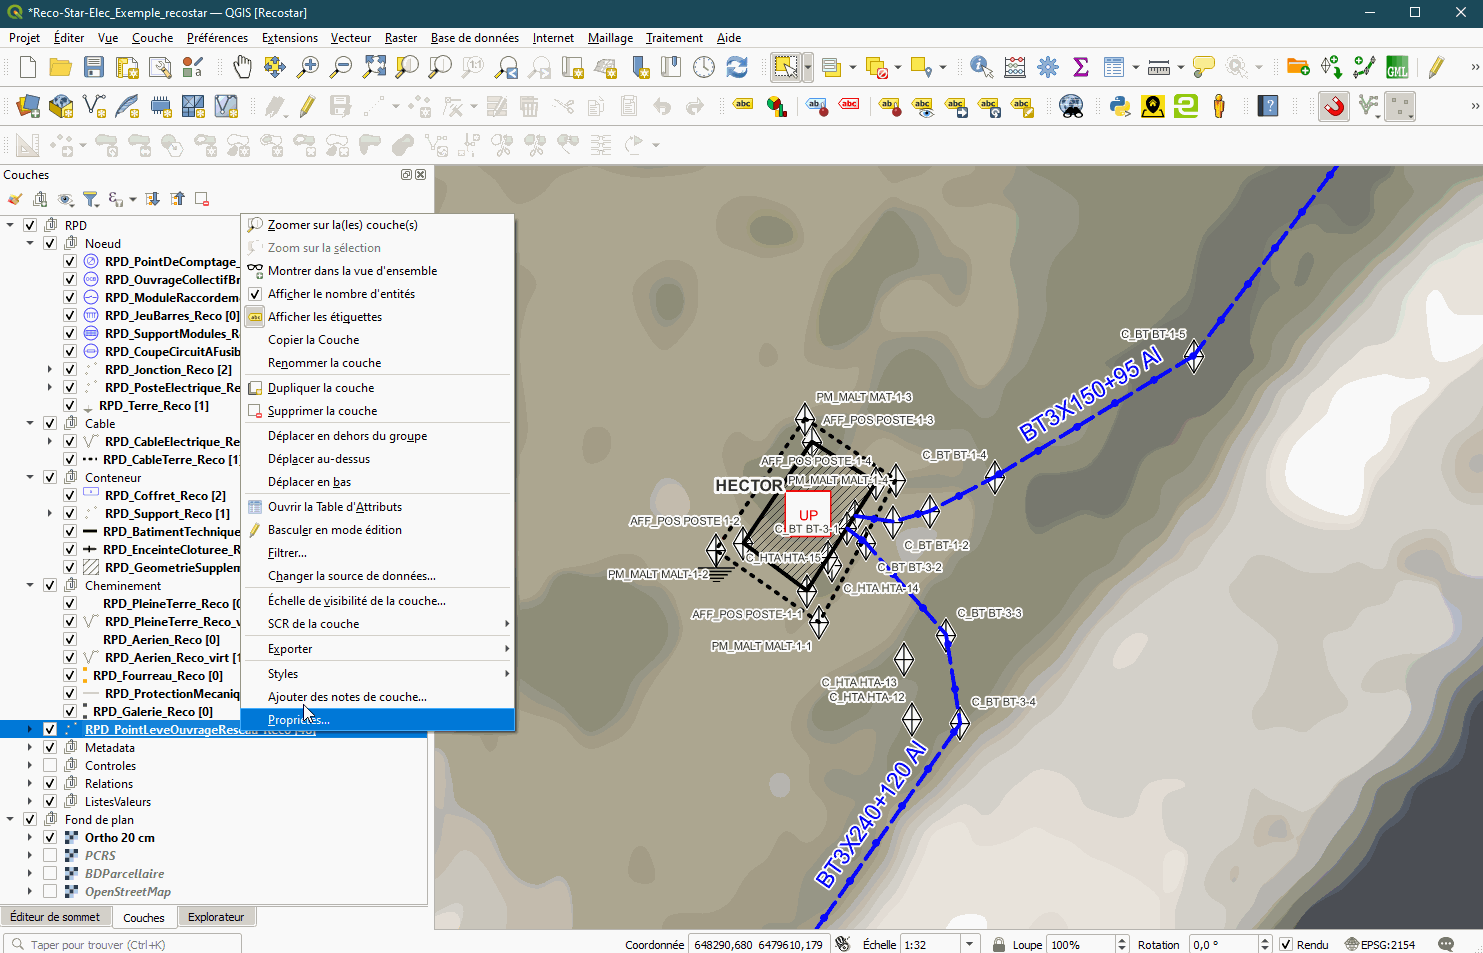 *Reco-Star-Elec_Exemple_recostar — QGIS [Recostar]
Projet Éditer Vue Couche Préférences Extensions Vecteur Raster Base de données Internet Maillage Traitement Aide
Couches
RPD
Noeud
RPD_PointDeComptage_
RPD_OuvrageCollectifBr
RPD_ModuleRaccordem
RPD_JeuBarres_Reco [0]
RPD_SupportModules_R
RPD_CoupeCircuitAFusib
RPD_Jonction_Reco [2]
RPD_PosteElectrique_Re
RPD_Terre_Reco [1]
Cable
RPD_CableElectrique_Re
RPD_CableTerre_Reco [1]
Conteneur
RPD_Coffret_Reco [2]
RPD_Support_Reco [1]
RPD_BatimentTechnique
RPD_EnceinteCloturee_R
RPD_GeometrieSupplem
Cheminement
RPD_PleineTerre_Reco [0
RPD_PleineTerre_Reco_v
RPD_Aerien_Reco [0]
RPD_Aerien_Reco_virt [1
RPD_Fourreau_Reco [0]
RPD_ProtectionMecaniq
RPD_Galerie_Reco [0]
RPD_PointLeveOuvrageReseau_Reco
Metadata
Controles
Relations
ListesValeurs
Fond de plan
Ortho 20 cm
PCRS
BDParcellaire
OpenStreetMap
Zoomer sur la(les) couche(s)
Zoom sur la sélection
Montrer dans la vue d'ensemble
Afficher le nombre d'entités
Afficher les étiquettes
Copier la Couche
Renommer la couche
Dupliquer la couche
Supprimer la couche
Déplacer en dehors du groupe
Déplacer au-dessus
Déplacer en bas
Ouvrir la Table d'Attributs
Basculer en mode édition
Filtrer...
Changer la source de données...
Échelle de visibilité de la couche...
SCR de la couche
Exporter
Styles
Ajouter des notes de couche...
Propriétés...
C_BT BT-1-5
BT3X150+95 Al
PM_MALT MAT-1-3
AFF_POS POSTE-1-3
C_BT BT-1-4
AFF_POS POSTE-1-4
PM_MALT MALT-1-4
HECTOR
UP
AFF_POS POSTE 1-2
C_BT BT-3-1
C_BT BT-1-2
C_HTA HTA-15
C_BT BT-3-2
PM_MALT MALT-1-2
C_HTA HTA-14
AFF_POS POSTE-1-1
C_BT BT-3-3
PM_MALT MALT-1-1
C_HTA HTA-13
C_HTA HTA-12
C_BT BT-3-4
BT3X240+120 Al
Éditeur de sommet Couches Explorateur
Taper pour trouver (Ctrl+K)
Coordonnée 648290,680 6479610,179 Échelle 1:32 Loupe 100% Rotation 0,0 ° Rendu EPSG:2154